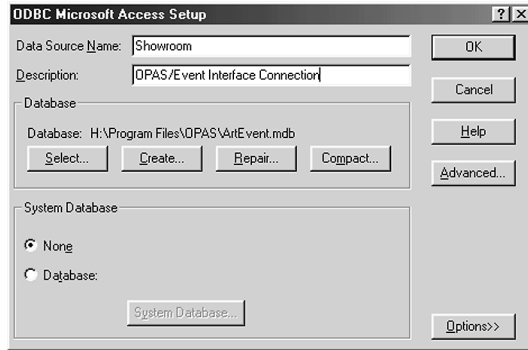 ODBC Microsoft Access Setup
Data Source Name: Showroom
OK
Description: OPAS/Event Interface Connection
Cancel
Database
Database: H:\Program Files\OPAS\ArtEvent.mdb
Help
Select... Create... Repair... Compact...
Advanced...
System Database
None
Database:
System Database...
Options>>